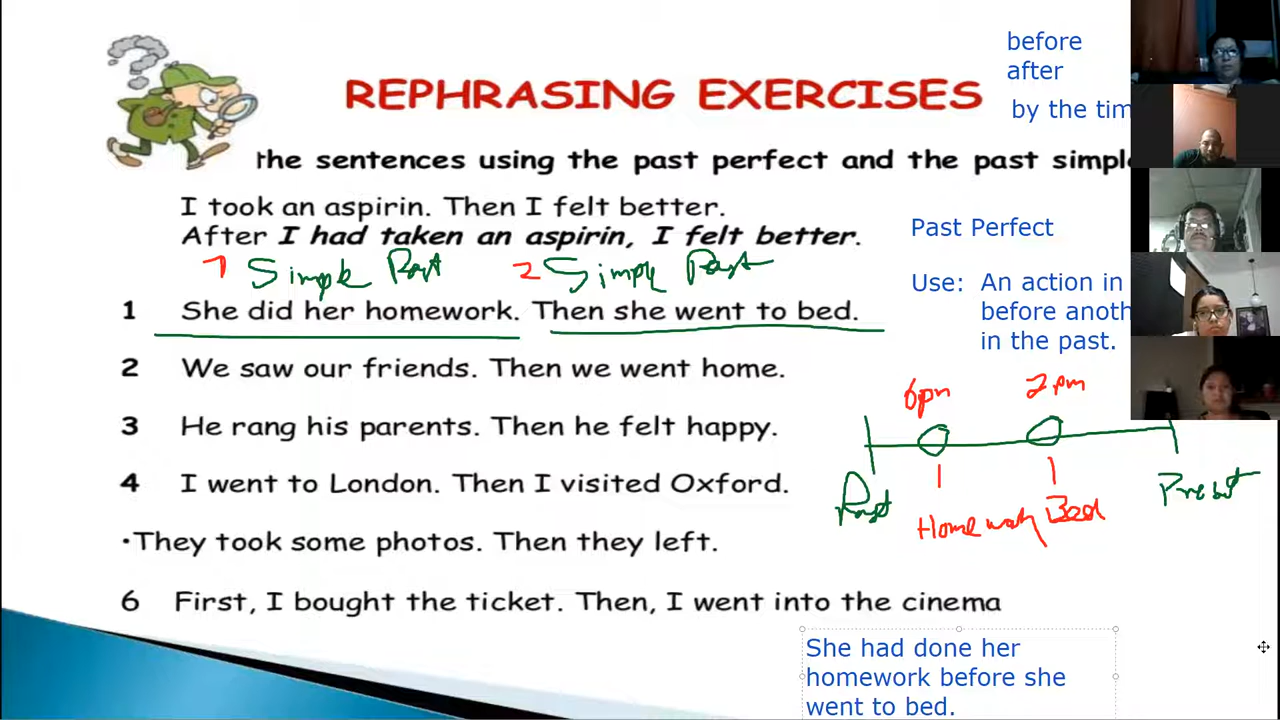 before
after
by the tim
REPHRASING EXERCISES
the sentences using the past perfect and the past simple
I took an aspirin. Then I felt better.
After I had taken an aspirin, I felt better.
1 Simple Past 2 Simple Past
1 She did her homework. Then she went to bed.
2 We saw our friends. Then we went home.
3 He rang his parents. Then he felt happy.
4 I went to London. Then I visited Oxford.
•They took some photos. Then they left.
6 First, I bought the ticket. Then, I went into the cinema
Past Perfect
Use: An action in
before anoth
in the past.
6pm 2pm
Past Homework Bed Present
She had done her
homework before she
went to bed.